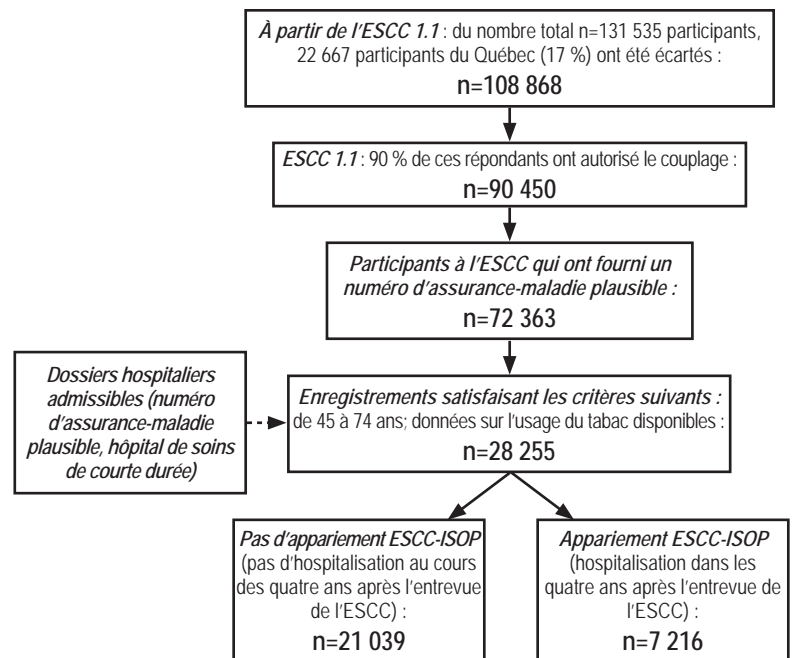 À partir de l'ESCC 1.1 : du nombre total n=131 535 participants,
22 667 participants du Québec (17 %) ont été écartés :
n=108 868
ESCC 1.1 : 90 % de ces répondants ont autorisé le couplage :
n=90 450
Participants à l'ESCC qui ont fourni un
numéro d'assurance-maladie plausible :
n=72 363
Dossiers hospitaliers
admissibles (numéro
d'assurance-maladie
plausible, hôpital de soins
de courte durée)
Enregistrements satisfaisant les critères suivants :
de 45 à 74 ans; données sur l'usage du tabac disponibles :
n=28 255
Pas d'appariement ESCC-ISOP
(pas d'hospitalisation au cours
des quatre ans après l'entrevue
de l'ESCC) :
n=21 039
Appariement ESCC-ISOP
(hospitalisation dans les
quatre ans après l'entrevue de
l'ESCC) :
n=7 216